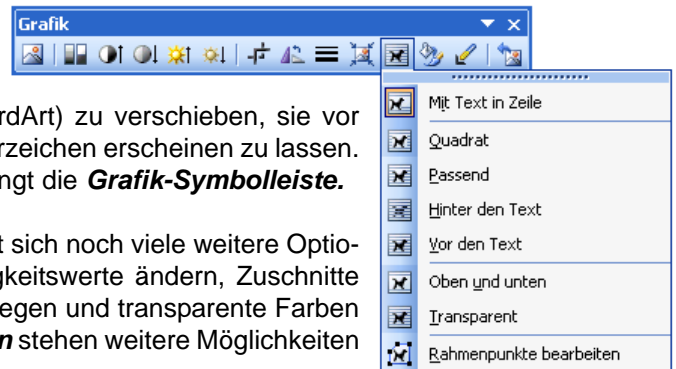 Grafik
Mit Text in Zeile
Quadrat
Passend
Hinter den Text
Vor den Text
Oben und unten
Transparent
Rahmenpunkte bearbeiten
rdArt) zu verschieben, sie vor
rzeichen erscheinen zu lassen.
ngt die Grafik-Symbolleiste.
t sich noch viele weitere Optio-
gkeitswerte ändern, Zuschnitte
egen und transparente Farben
n stehen weitere Möglichkeiten